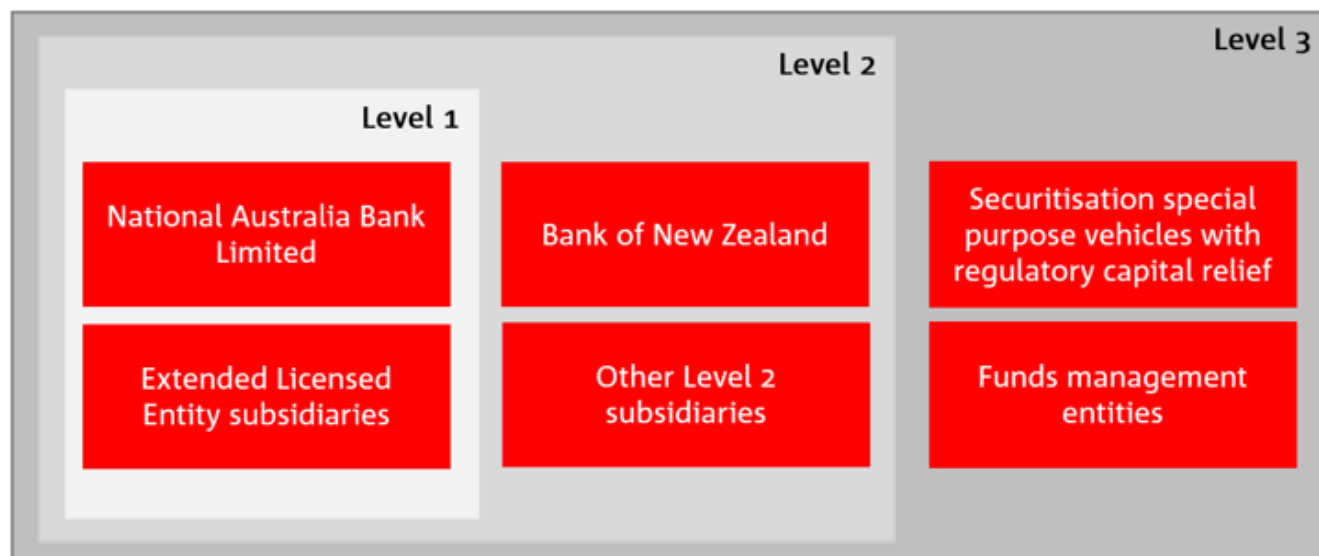 Level 3
Level 2
Level 1
National Australia Bank
Limited
Bank of New Zealand
Securitisation special
purpose vehicles with
regulatory capital relief
Extended Licensed
Entity subsidiaries
Other Level 2
subsidiaries
Funds management
entities